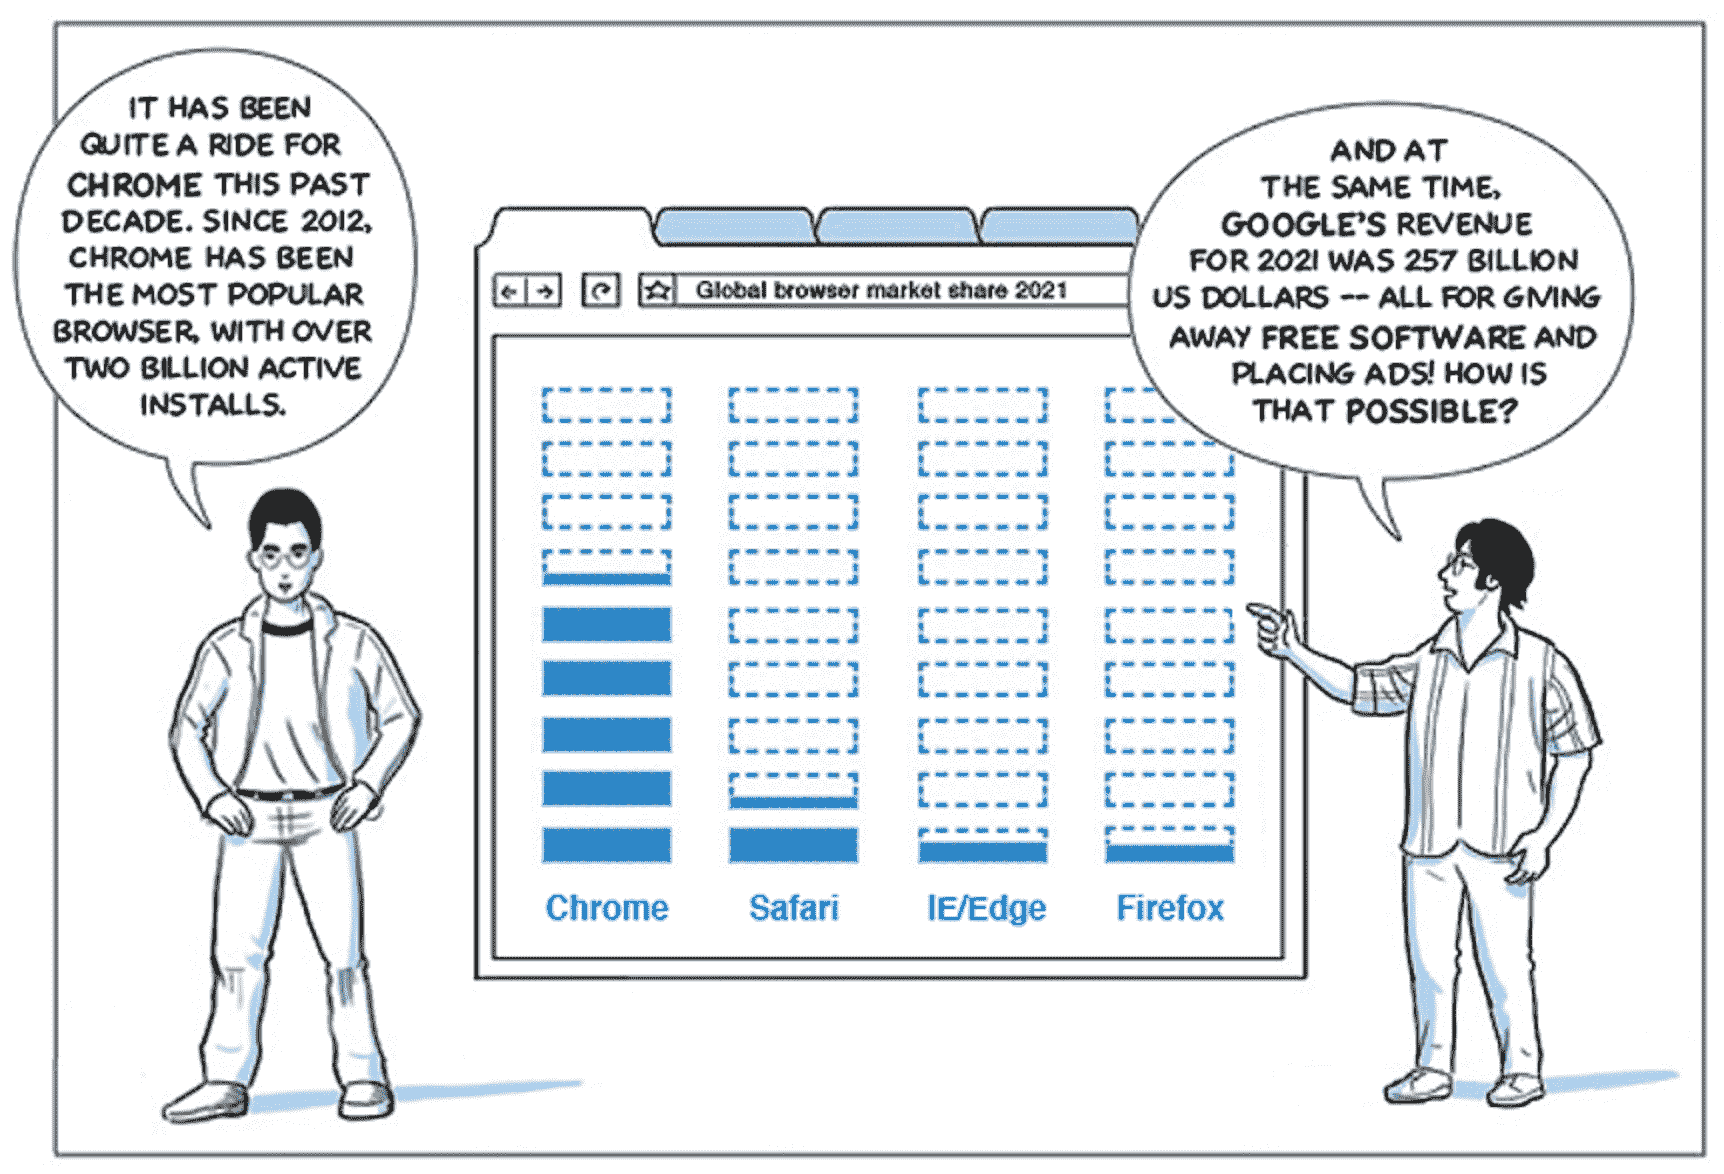 IT HAS BEEN
QUITE A RIDE FOR
CHROME THIS PAST
DECADE. SINCE 2012,
CHROME HAS BEEN
THE MOST POPULAR
BROWSER, WITH OVER
TWO BILLION ACTIVE
INSTALLS.
AND AT
THE SAME TIME,
GOOGLE'S REVENUE
FOR 2021 WAS 257 BILLION
US DOLLARS -- ALL FOR GIVING
AWAY FREE SOFTWARE AND
PLACING ADS! HOW IS
THAT POSSIBLE?
Global browser market share 2021
Chrome Safari IE/Edge Firefox